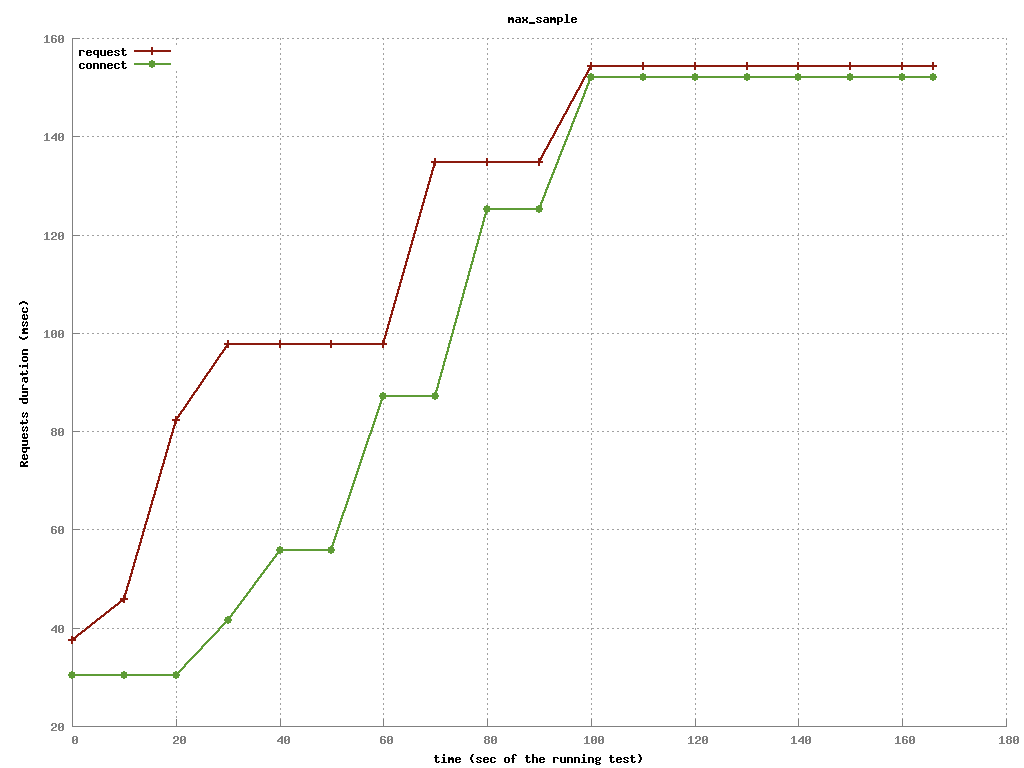 max_sample
request
connect
160
140
120
100
80
60
40
20
Requests duration (msec)
0 20 40 60 80 100 120 140 160 180
time (sec of the running test)